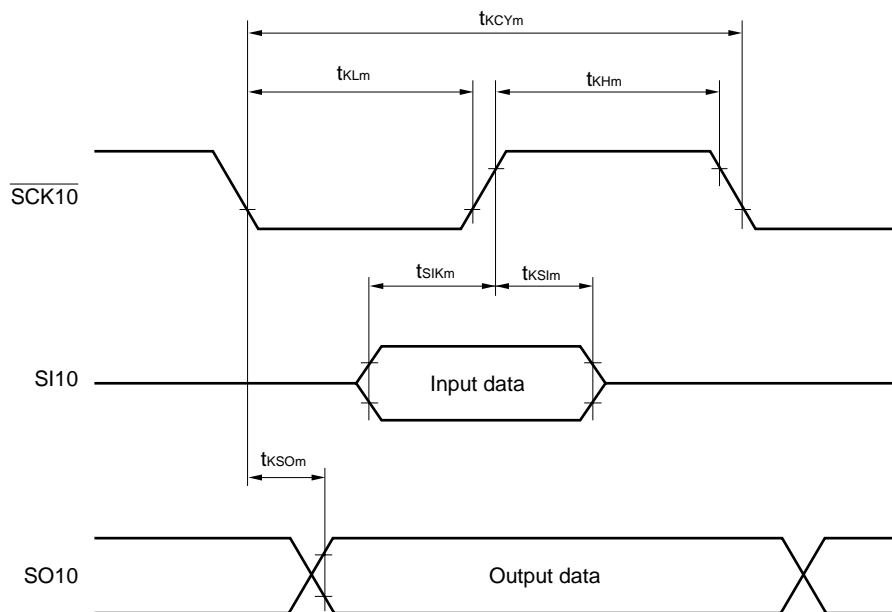 tKCYm
tKLm
tKHm
SCK10
tSIKm
tKSIm
SI10
Input data
tKSOm
SO10
Output data